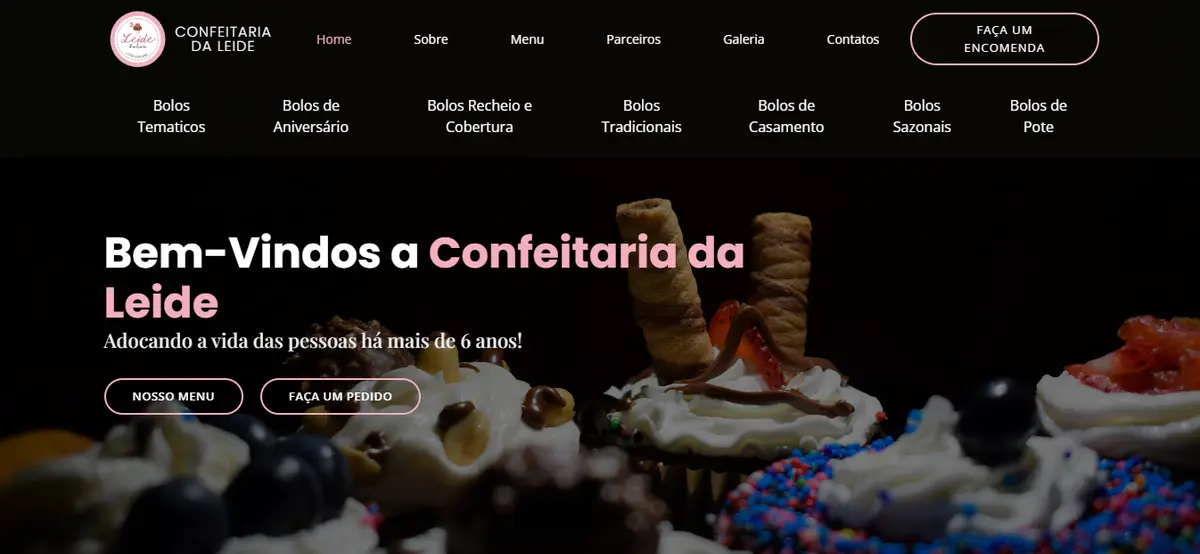 Leide
CONFEITARIA
DA LEIDE
Home
Sobre
Menu
Parceiros
Galeria
Contatos
FAÇA UM
ENCOMENDA
Bolos
Tematicos
Bolos de
Aniversário
Bolos Recheio e
Cobertura
Bolos
Tradicionais
Bolos de
Casamento
Bolos
Sazonais
Bolos de
Pote
Bem-Vindos a Confeitaria da
Leide
Adocando a vida das pessoas há mais de 6 anos!
NOSSO MENU
FAÇA UM PEDIDO